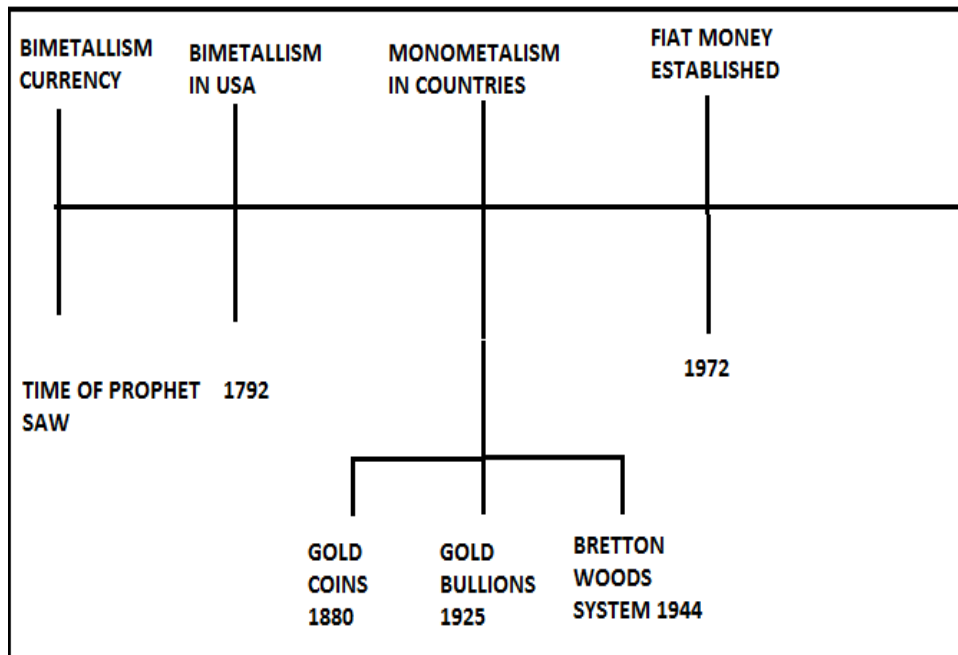 BIMETALLISM
CURRENCY
BIMETALLISM
IN USA
MONOMETALISM
IN COUNTRIES
FIAT MONEY
ESTABLISHED
TIME OF PROPHET
SAW
1792
1972
GOLD
COINS
1880
GOLD
BULLIONS
1925
BRETTON
WOODS
SYSTEM 1944